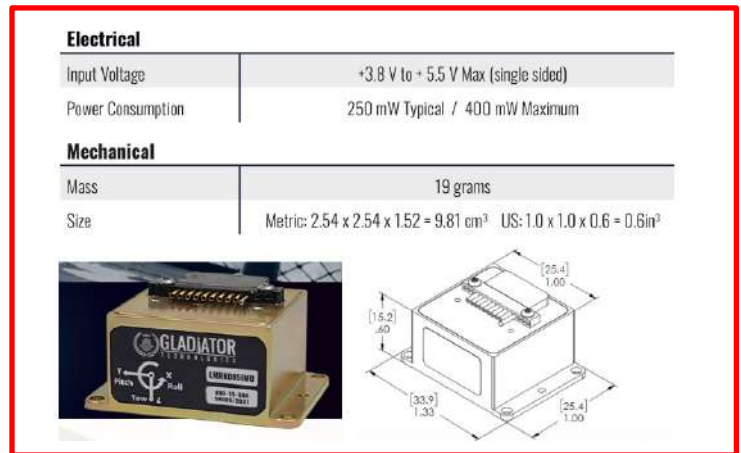 Electrical
Input Voltage +3.8 V to + 5.5 V Max (single sided)
Power Consumption 250 mW Typical / 400 mW Maximum
Mechanical
Mass 19 grams
Size Metric: 2.54 x 2.54 x 1.52 = 9.81 cm³ US: 1.0 x 1.0 x 0.6 = 0.6in³
GLADIATOR
TECHNOLOGIES
Y X
Pitch Roll
Yaw Z
[25.4]
1.00
[15.2]
.60
[33.9]
1.33
[25.4]
1.00